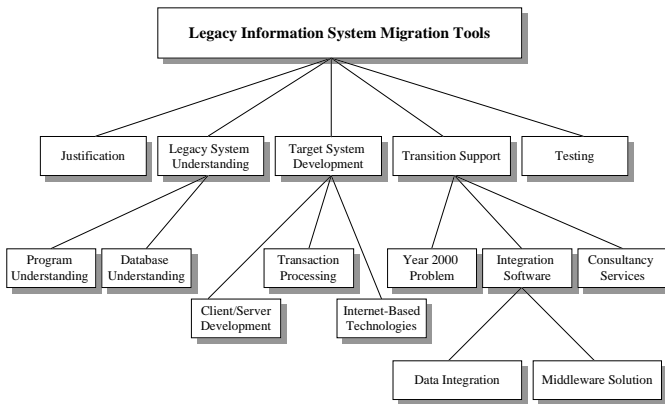 Legacy Information System Migration Tools
Justification
Legacy System
Understanding
Target System
Development
Transition Support
Testing
Program
Understanding
Database
Understanding
Transaction
Processing
Year 2000
Problem
Integration
Software
Consultancy
Services
Client/Server
Development
Internet-Based
Technologies
Data Integration
Middleware Solution